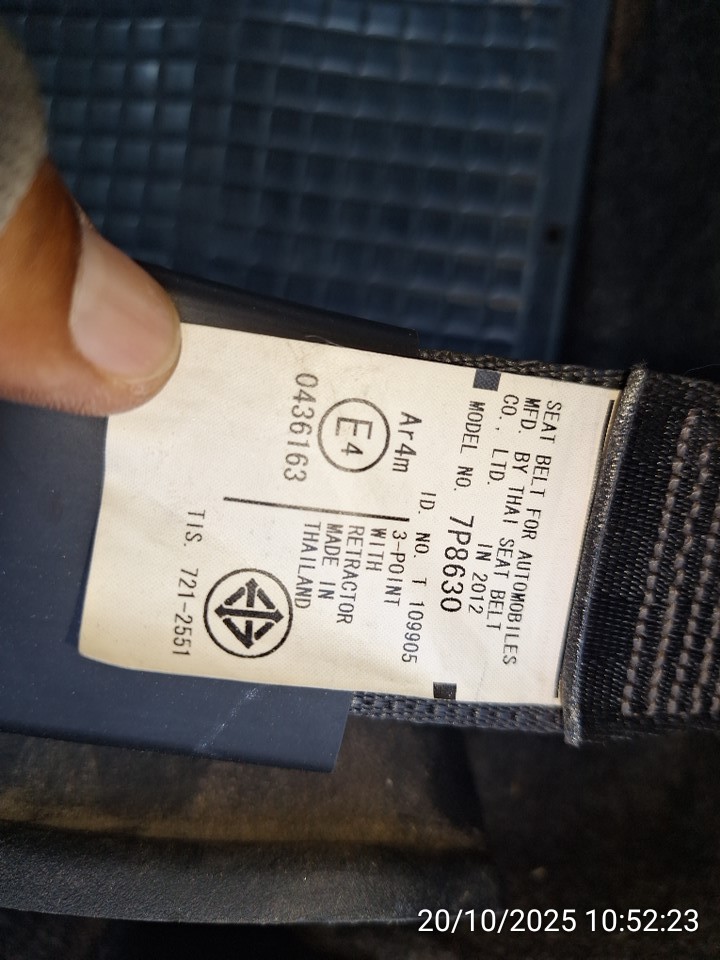 SEAT BELT FOR AUTOMOBILES
MFD. BY THAI SEAT BELT
CO., LTD. IN 2012
MODEL NO. 7P8630
ID. NO. T 109905
Ar4m
E4
0436163
3-POINT
WITH
RETRACTOR
MADE IN
THAILAND
TIS. 721-2551
20/10/2025 10:52:23